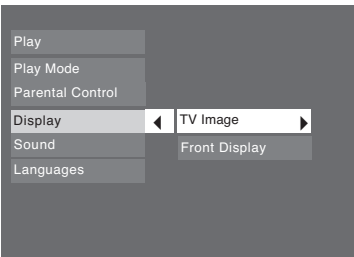 Play
Play Mode
Parental Control
Display
TV Image
Sound
Front Display
Languages